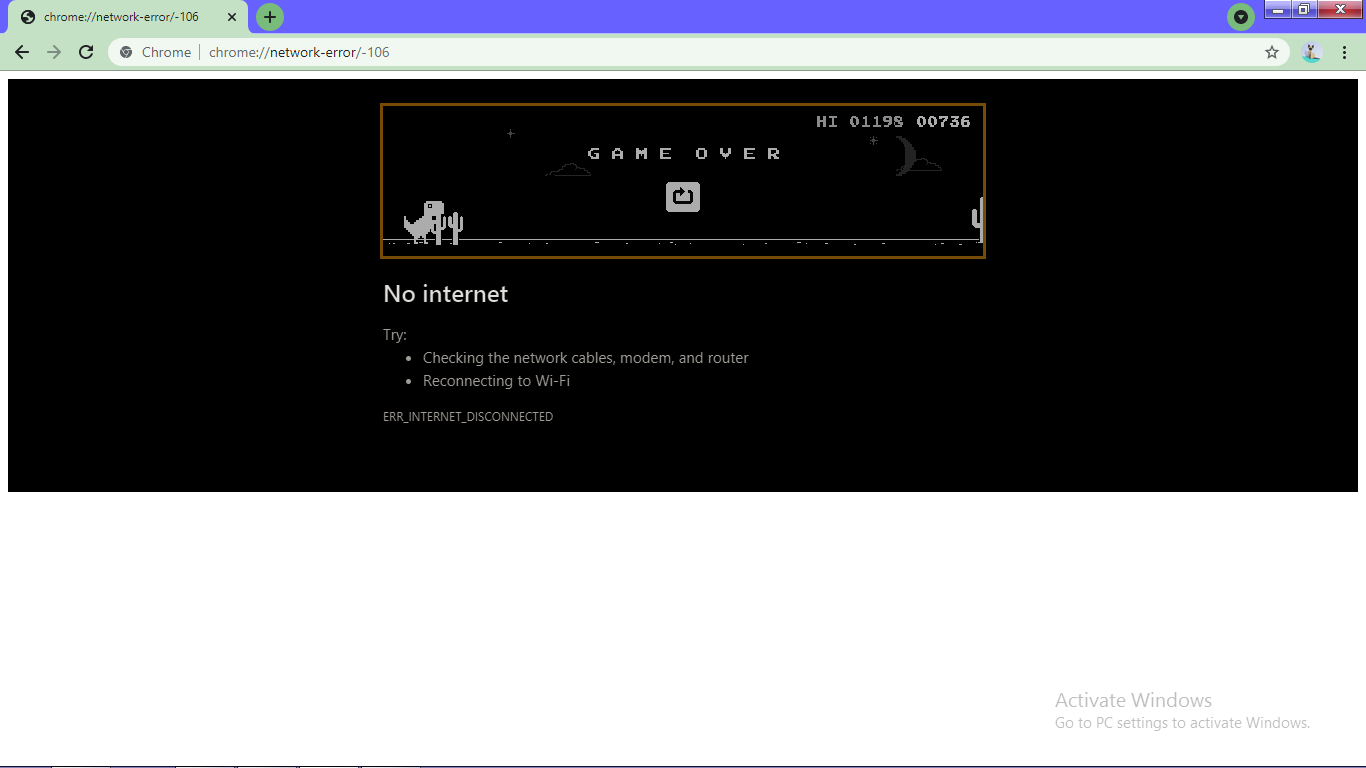 chrome://network-error/-106
Chrome chrome://network-error/-106
HI 01198 00736
GAME OVER
No internet
Try:
• Checking the network cables, modem, and router
• Reconnecting to Wi-Fi
ERR_INTERNET_DISCONNECTED
Activate Windows
Go to PC settings to activate Windows.